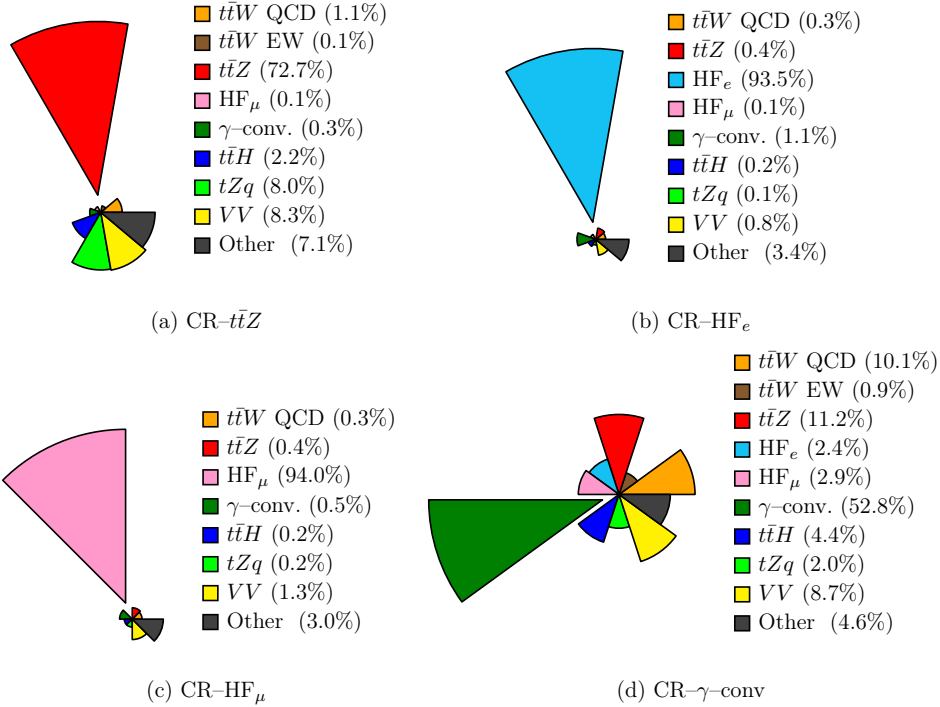 tt̄W QCD (1.1%)
tt̄W EW (0.1%)
tt̄Z (72.7%)
HFμ (0.1%)
γ–conv. (0.3%)
tt̄H (2.2%)
tZq (8.0%)
VV (8.3%)
Other (7.1%)
(a) CR–tt̄Z
tt̄W QCD (0.3%)
tt̄Z (0.4%)
HFe (93.5%)
HFμ (0.1%)
γ–conv. (1.1%)
tt̄H (0.2%)
tZq (0.1%)
VV (0.8%)
Other (3.4%)
(b) CR–HFe
tt̄W QCD (0.3%)
tt̄Z (0.4%)
HFμ (94.0%)
γ–conv. (0.5%)
tt̄H (0.2%)
tZq (0.2%)
VV (1.3%)
Other (3.0%)
(c) CR–HFμ
tt̄W QCD (10.1%)
tt̄W EW (0.9%)
tt̄Z (11.2%)
HFe (2.4%)
HFμ (2.9%)
γ–conv. (52.8%)
tt̄H (4.4%)
tZq (2.0%)
VV (8.7%)
Other (4.6%)
(d) CR–γ–conv